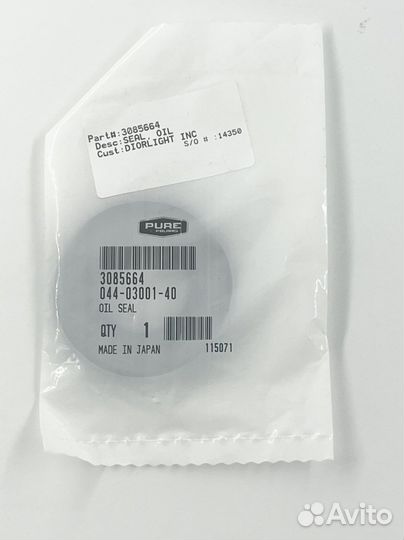 Part#:3085664
Desc:SEAL, OIL
Cust:DIORLIGHT INC
S/O # :14350
PURE
POLARIS
3085664
044-03001-40
OIL SEAL
QTY 1
MADE IN JAPAN 115071
Avito